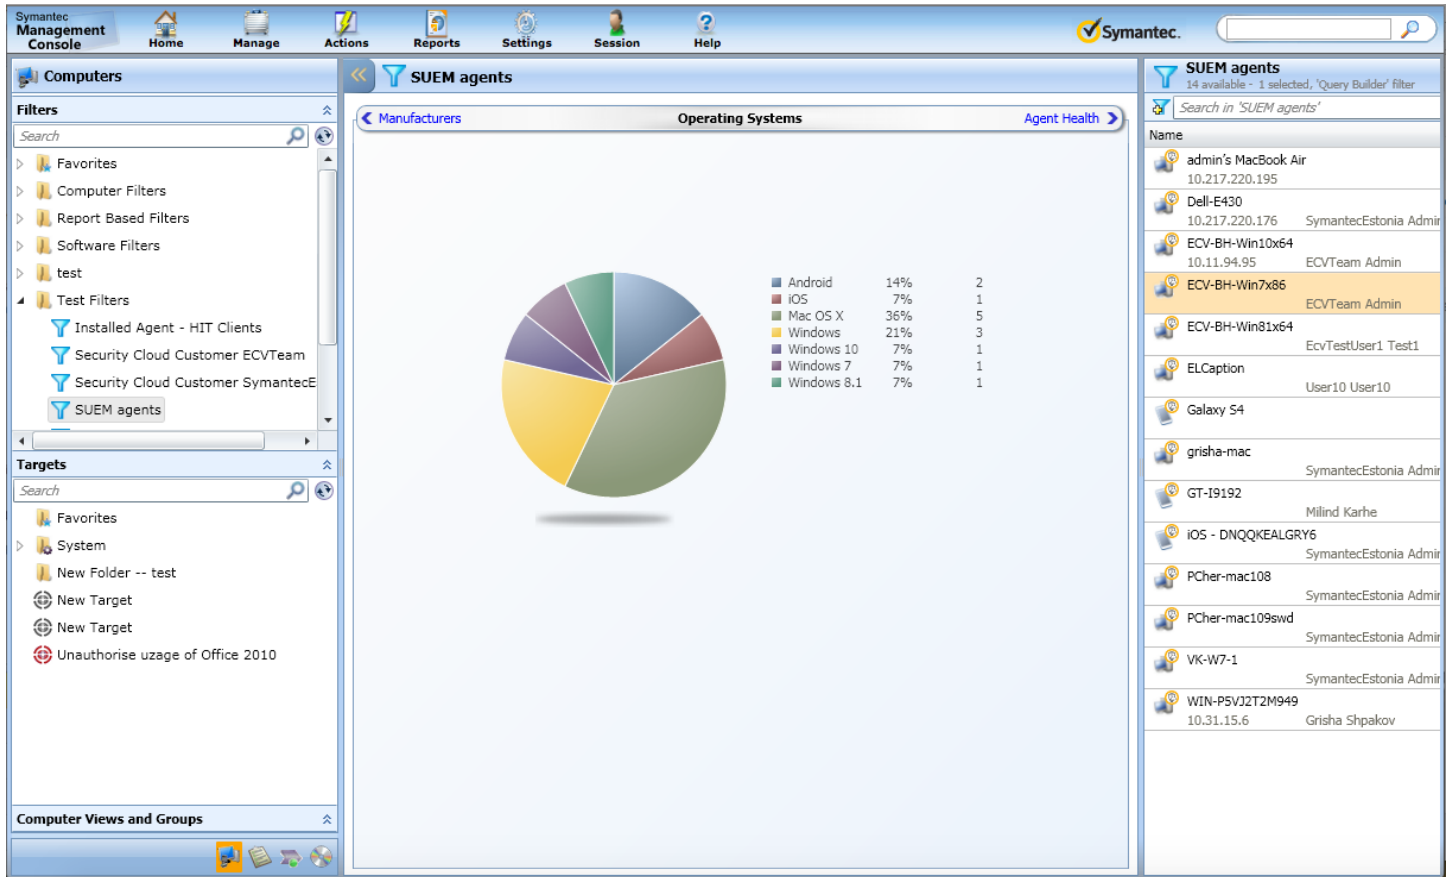 Symantec
Management
Console
Home
Manage
Actions
Reports
Settings
Session
Help
Symantec.
Computers
Filters
Search
Favorites
Computer Filters
Report Based Filters
Software Filters
test
Test Filters
Installed Agent - HIT Clients
Security Cloud Customer ECVTeam
Security Cloud Customer SymantecE
SUEM agents
Targets
Search
Favorites
System
New Folder -- test
New Target
New Target
Unauthorise uzage of Office 2010
Computer Views and Groups
SUEM agents
Manufacturers
Operating Systems
Agent Health
Android 14% 2
iOS 7% 1
Mac OS X 36% 5
Windows 21% 3
Windows 10 7% 1
Windows 7 7% 1
Windows 8.1 7% 1
SUEM agents
14 available - 1 selected, 'Query Builder' filter
Search in 'SUEM agents'
Name
admin's MacBook Air
10.217.220.195
Dell-E430
10.217.220.176 SymantecEstonia Admir
ECV-BH-Win10x64
10.11.94.95 ECVTeam Admin
ECV-BH-Win7x86
ECVTeam Admin
ECV-BH-Win81x64
EcvTestUser1 Test1
ELCaption
User10 User10
Galaxy S4
grisha-mac
SymantecEstonia Admir
GT-I9192
Milind Karhe
iOS - DNQQKEALGRY6
SymantecEstonia Admir
PCher-mac108
SymantecEstonia Admir
PCher-mac109swd
SymantecEstonia Admir
VK-W7-1
SymantecEstonia Admir
WIN-P5VJ2T2M949
10.31.15.6 Grisha Shpakov